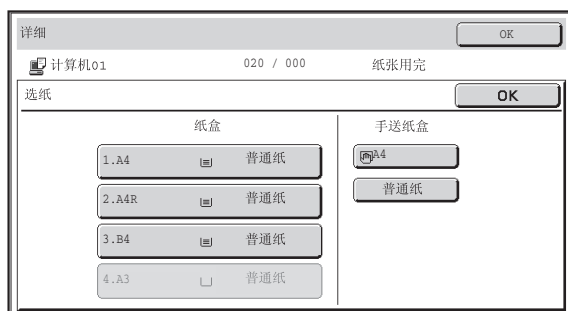 详细 OK
计算机01 020 / 000 纸张用完
选纸 OK
纸盒 手送纸盒
1.A4 普通纸 A4
2.A4R 普通纸 普通纸
3.B4 普通纸
4.A3 普通纸